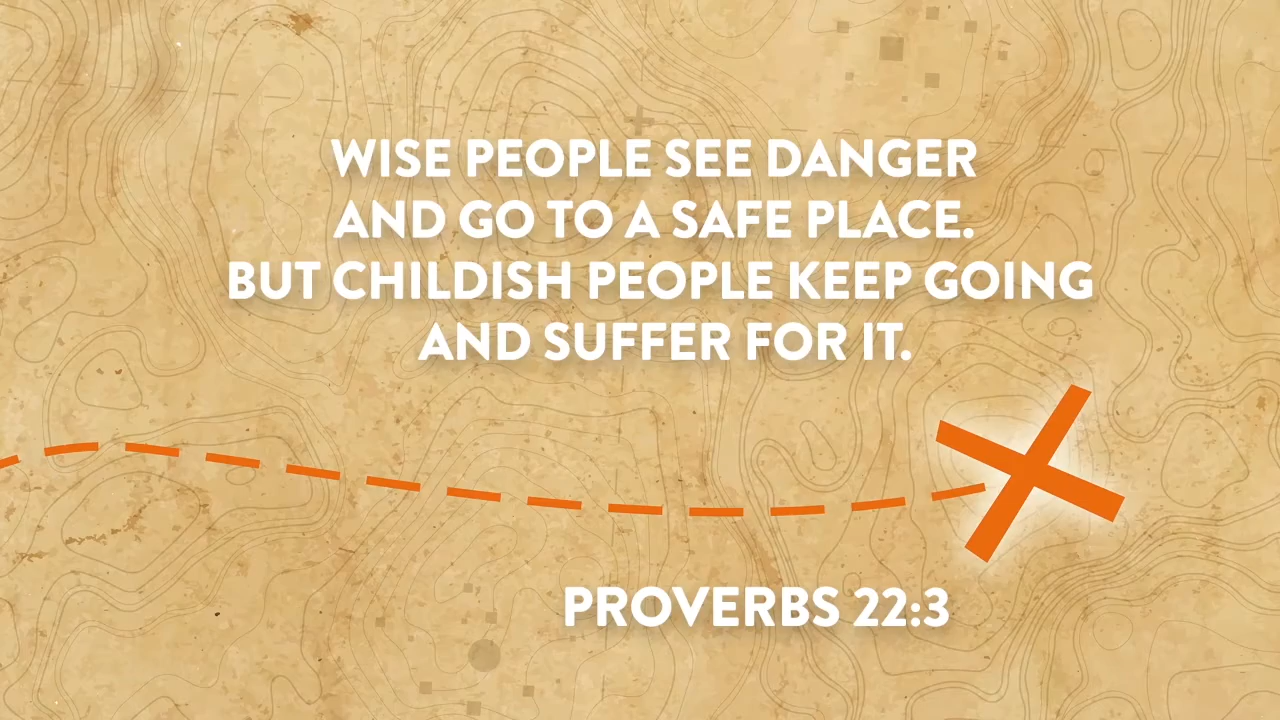 WISE PEOPLE SEE DANGER
AND GO TO A SAFE PLACE.
BUT CHILDISH PEOPLE KEEP GOING
AND SUFFER FOR IT.
PROVERBS 22:3